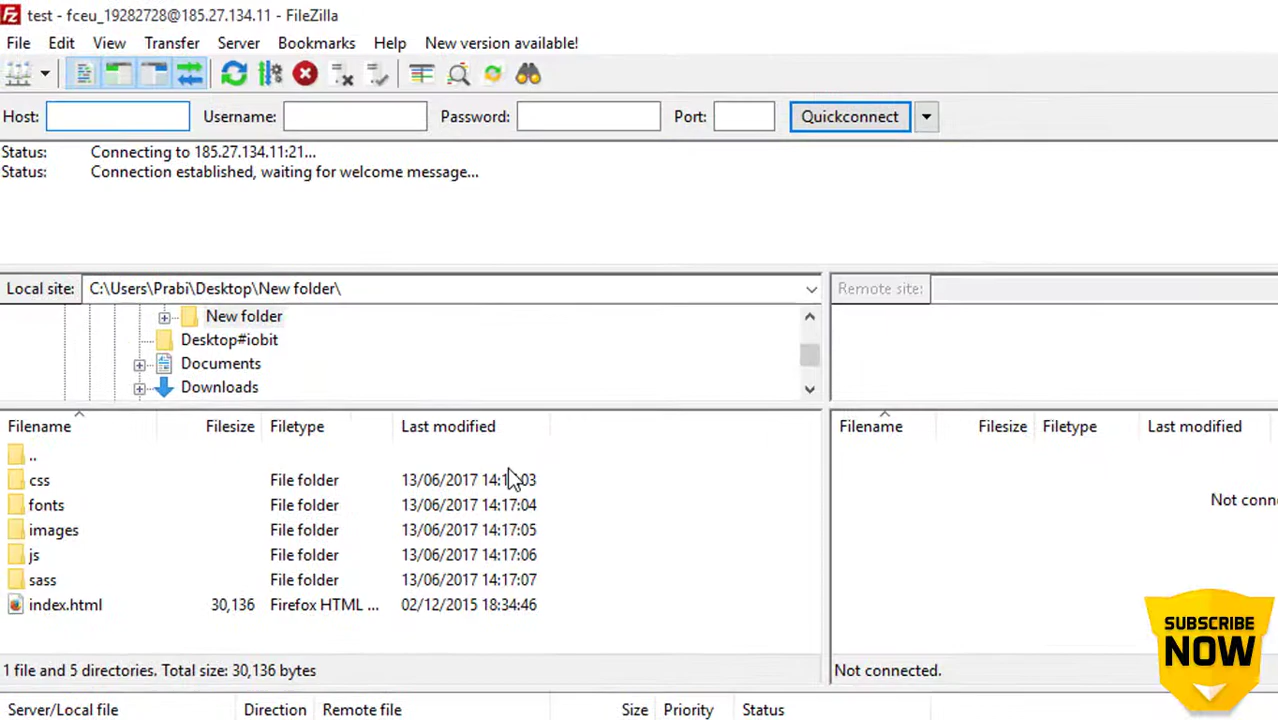 test - fceu_19282728@185.27.134.11 - FileZilla
File Edit View Transfer Server Bookmarks Help New version available!
Host: Username: Password: Port: Quickconnect
Status: Connecting to 185.27.134.11:21...
Status: Connection established, waiting for welcome message...
Local site: C:\Users\Prabi\Desktop\New folder\ Remote site:
New folder
Desktop#iobit
Documents
Downloads
Filename Filesize Filetype Last modified Filename Filesize Filetype Last modified
..
css File folder 13/06/2017
fonts File folder 13/06/2017 14:17:04
Not conn
images File folder 13/06/2017 14:17:05
js File folder 13/06/2017 14:17:06
sass File folder 13/06/2017 14:17:07
index.html 30,136 Firefox HTML ... 02/12/2015 18:34:46
SUBSCRIBE
NOW
1 file and 5 directories. Total size: 30,136 bytes Not connected.
Server/Local file Direction Remote file Size Priority Status